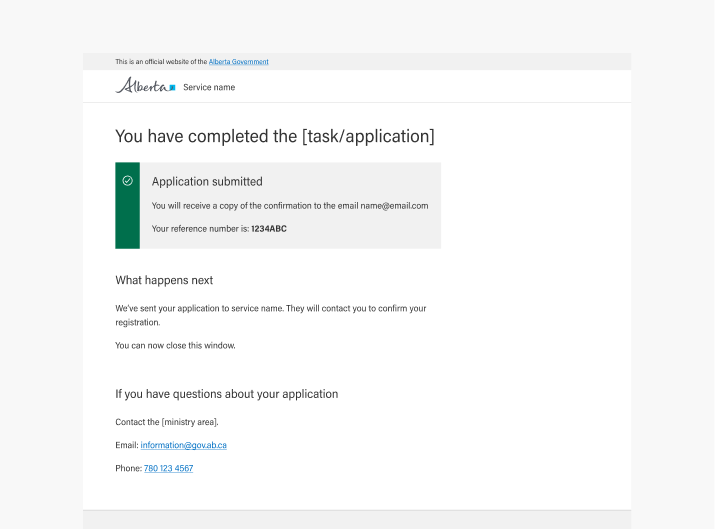 This is an official website of the Alberta Government
Alberta Service name
You have completed the [task/application]
Application submitted
You will receive a copy of the confirmation to the email name@email.com
Your reference number is: 1234ABC
What happens next
We've sent your application to service name. They will contact you to confirm your
registration.
You can now close this window.
If you have questions about your application
Contact the [ministry area].
Email: information@gov.ab.ca
Phone: 780 123 4567